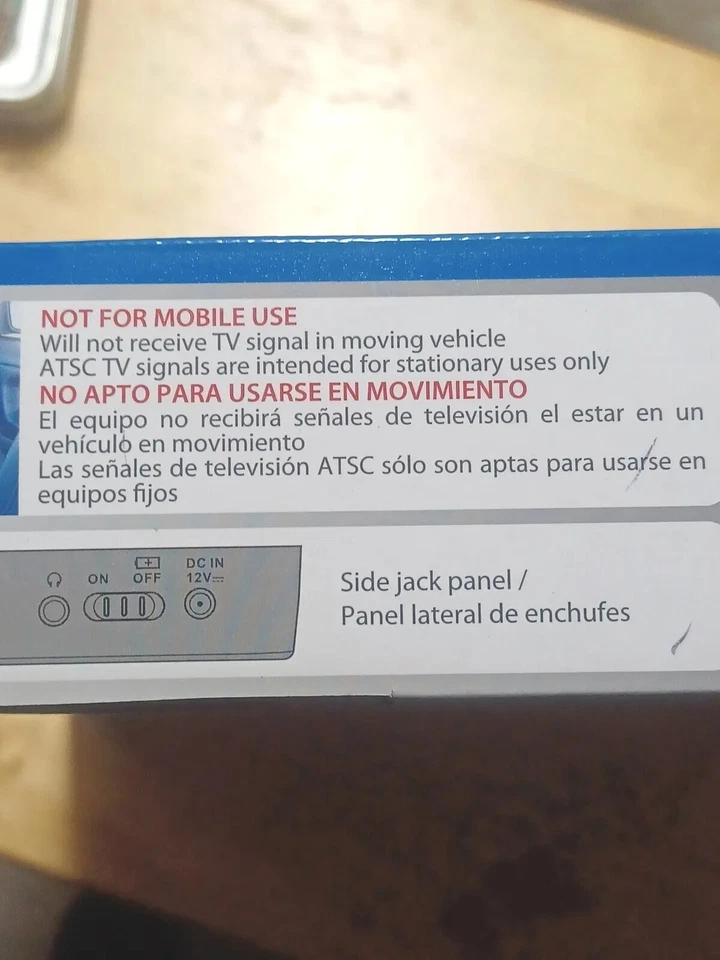 NOT FOR MOBILE USE
Will not receive TV signal in moving vehicle
ATSC TV signals are intended for stationary uses only
NO APTO PARA USARSE EN MOVIMIENTO
El equipo no recibirá señales de televisión el estar en un
vehículo en movimiento
Las señales de televisión ATSC sólo son aptas para usarse en
equipos fijos
ON
OFF
DC IN
12V
Side jack panel /
Panel lateral de enchufes